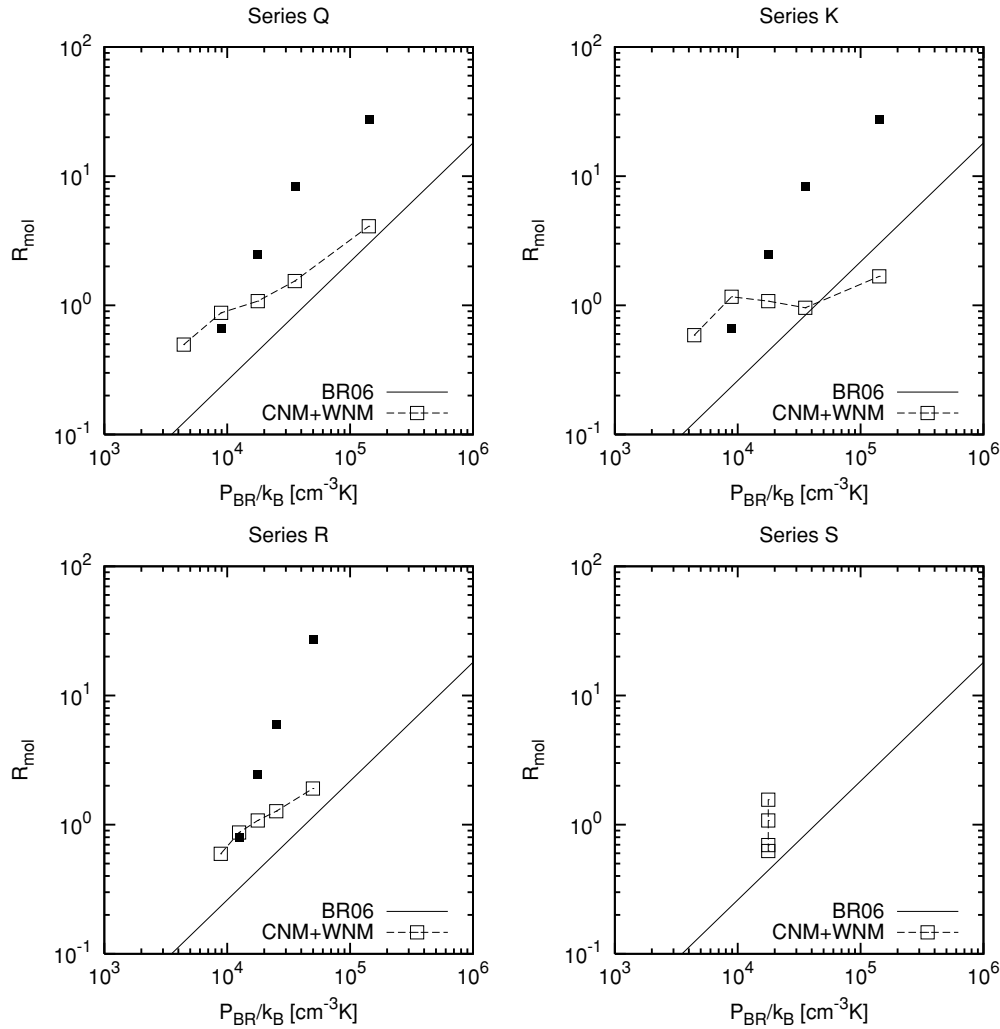 Series Q
10^2
10^1
10^0
10^-1
R_mol
BR06
CNM+WNM
10^3 10^4 10^5 10^6
P_BR/k_B [cm^-3K]
Series K
10^2
10^1
10^0
10^-1
R_mol
BR06
CNM+WNM
10^3 10^4 10^5 10^6
P_BR/k_B [cm^-3K]
Series R
10^2
10^1
10^0
10^-1
R_mol
BR06
CNM+WNM
10^3 10^4 10^5 10^6
P_BR/k_B [cm^-3K]
Series S
10^2
10^1
10^0
10^-1
R_mol
BR06
CNM+WNM
10^3 10^4 10^5 10^6
P_BR/k_B [cm^-3K]